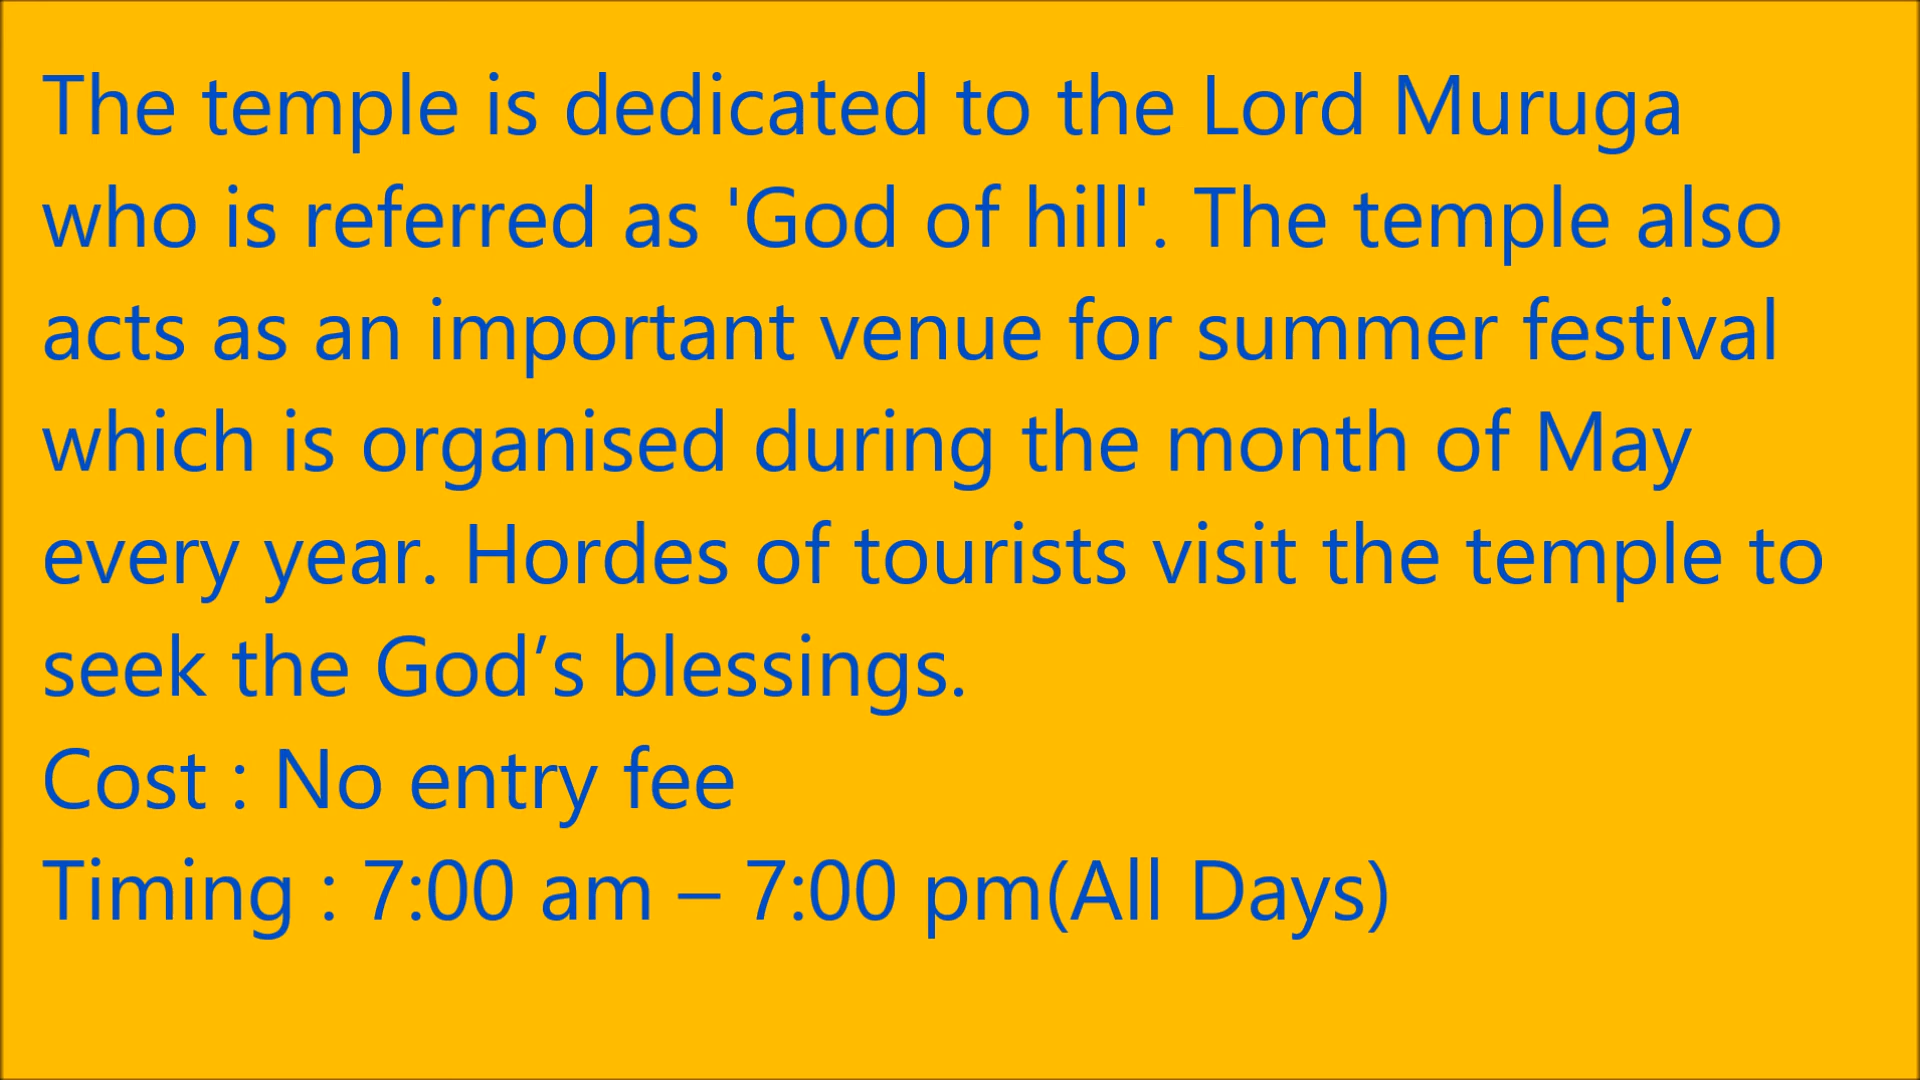 The temple is dedicated to the Lord Muruga
who is referred as 'God of hill'. The temple also
acts as an important venue for summer festival
which is organised during the month of May
every year. Hordes of tourists visit the temple to
seek the God’s blessings.
Cost : No entry fee
Timing : 7:00 am – 7:00 pm(All Days)